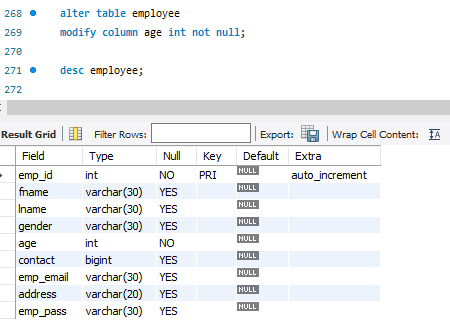 268 alter table employee
269 modify column age int not null;
270
271 desc employee;
272
Result Grid Filter Rows: Export: Wrap Cell Content: IA
Field Type Null Key Default Extra
emp_id int NO PRI NULL auto_increment
fname varchar(30) YES NULL
lname varchar(30) YES NULL
gender varchar(30) YES NULL
age int NO NULL
contact bigint YES NULL
emp_email varchar(30) YES NULL
address varchar(20) YES NULL
emp_pass varchar(30) YES NULL